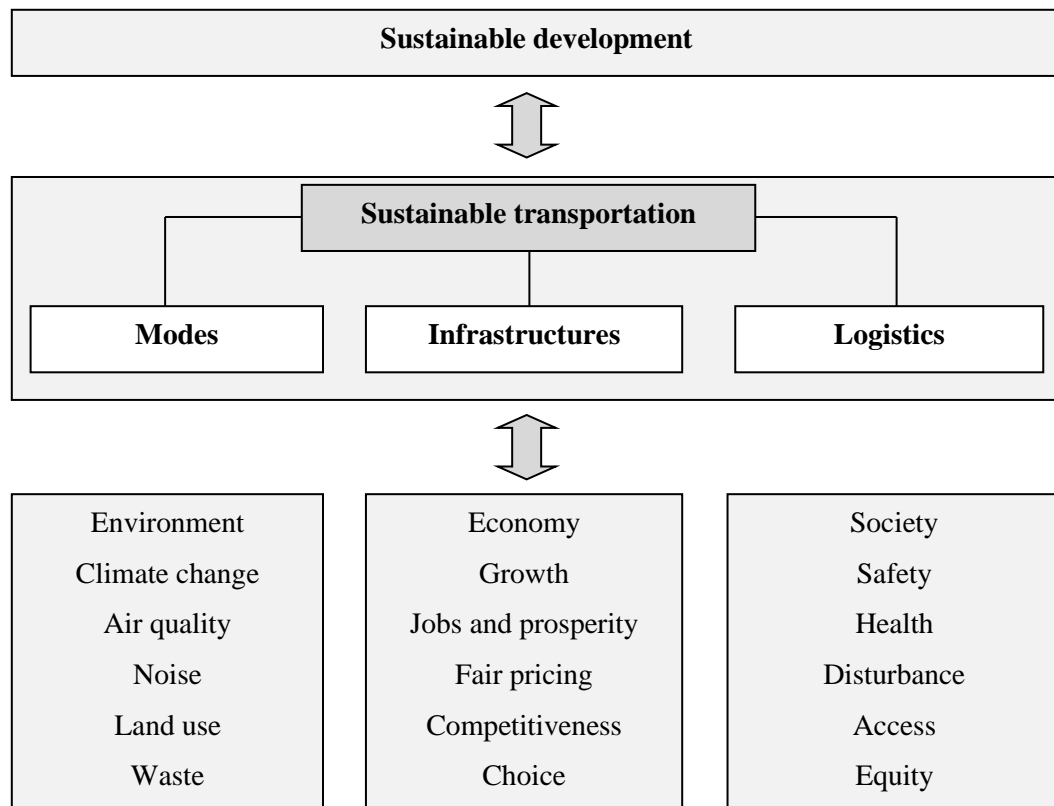 Sustainable development
Sustainable transportation
Modes
Infrastructures
Logistics
Environment
Climate change
Air quality
Noise
Land use
Waste
Economy
Growth
Jobs and prosperity
Fair pricing
Competitiveness
Choice
Society
Safety
Health
Disturbance
Access
Equity